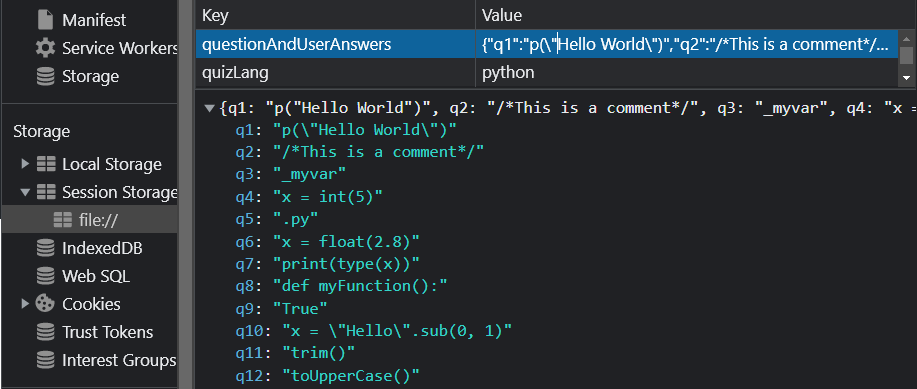 Manifest
Service Workers
Storage
Storage
Local Storage
Session Storage
file://
IndexedDB
Web SQL
Cookies
Trust Tokens
Interest Groups
Key Value
questionAndUserAnswers {"q1":"p(\"Hello World\")","q2":"/*This is a comment*/...
quizLang python
{q1: "p("Hello World")", q2: "/*This is a comment*/", q3: "_myvar", q4: "x =
q1: "p(\"Hello World\")"
q2: "/*This is a comment*/"
q3: "_myvar"
q4: "x = int(5)"
q5: ".py"
q6: "x = float(2.8)"
q7: "print(type(x))"
q8: "def myFunction():"
q9: "True"
q10: "x = \"Hello\".sub(0, 1)"
q11: "trim()"
q12: "toUpperCase()"